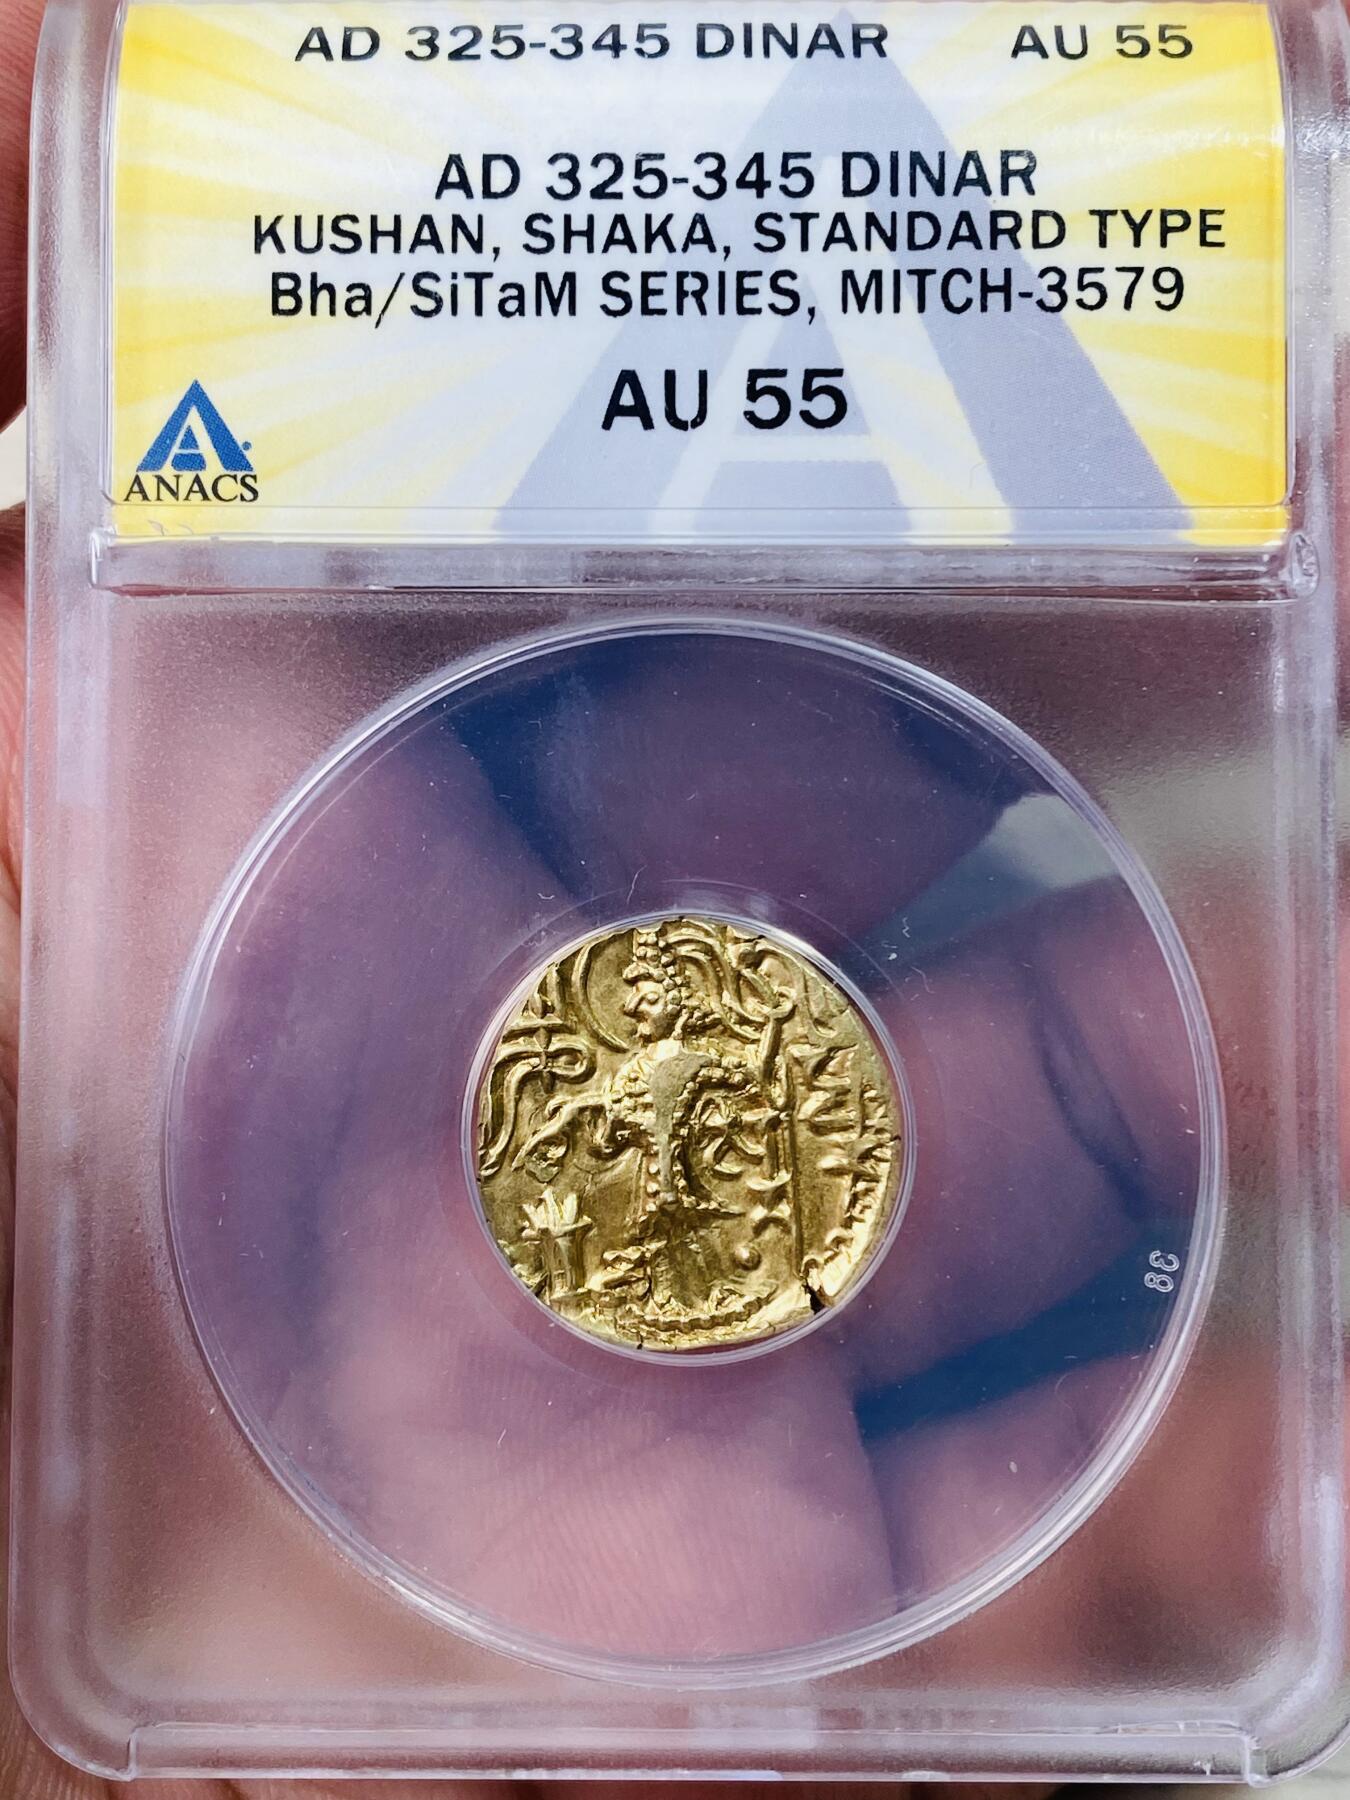 AD 325-345 DINAR AU 55
AD 325-345 DINAR
KUSHAN, SHAKA, STANDARD TYPE
Bha/SiTaM SERIES, MITCH-3579
AU 55
ANACS
38